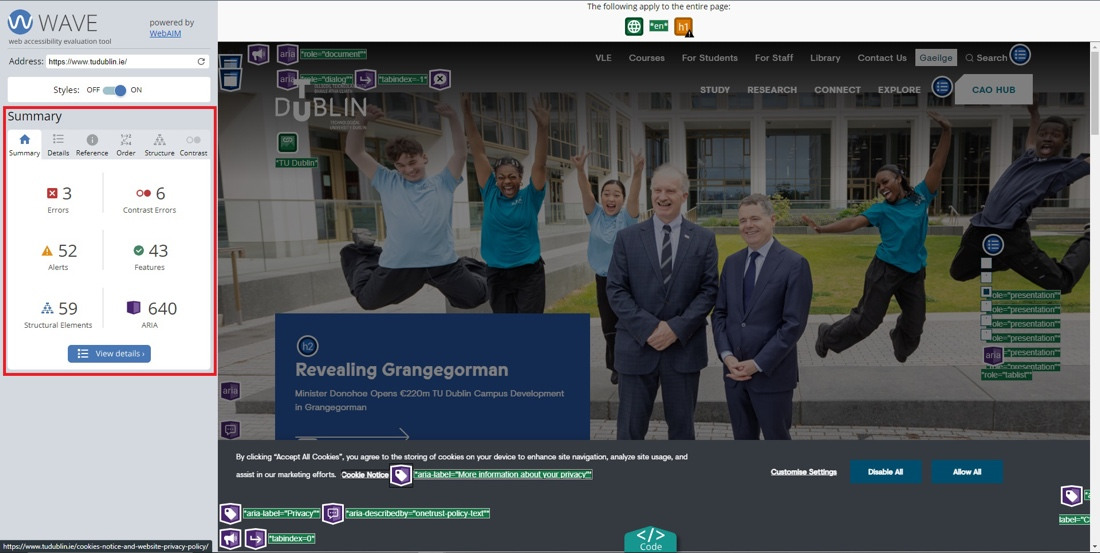 WAVE
web accessibility evaluation tool
powered by
WebAIM
Address: https://www.tudublin.ie/
Styles: OFF ON
Summary
Summary Details Reference Order Structure Contrast
3
Errors
6
Contrast Errors
52
Alerts
43
Features
59
Structural Elements
640
ARIA
View details ›
https://www.tudublin.ie/cookies-notice-and-website-privacy-policy/
The following apply to the entire page:
*en* h1
aria *role="document"*
VLE Courses For Students For Staff Library Contact Us Gaeilge Search
aria role="dialog"* *tabindex=-1*
STUDY RESEARCH CONNECT EXPLORE CAO HUB
DUBLIN
*"TU Dublin"*
role="presentation"*
presentation"*
presentation"*
presentation"*
presentation"*
aria presentation"*
*role="tablist"*
h2
Revealing Grangegorman
Minister Donohoe Opens €220m TU Dublin Campus Development
in Grangegorman
aria
By clicking “Accept All Cookies”, you agree to the storing of cookies on your device to enhance site navigation, analyze site usage, and
assist in our marketing efforts. Cookie Notice *aria-label="More information about your privacy"*
Customise Settings Disable All Allow All
*aria-label="Privacy"* *aria-describedby="onetrust-policy-text"*
*tabindex=0*
</> Code